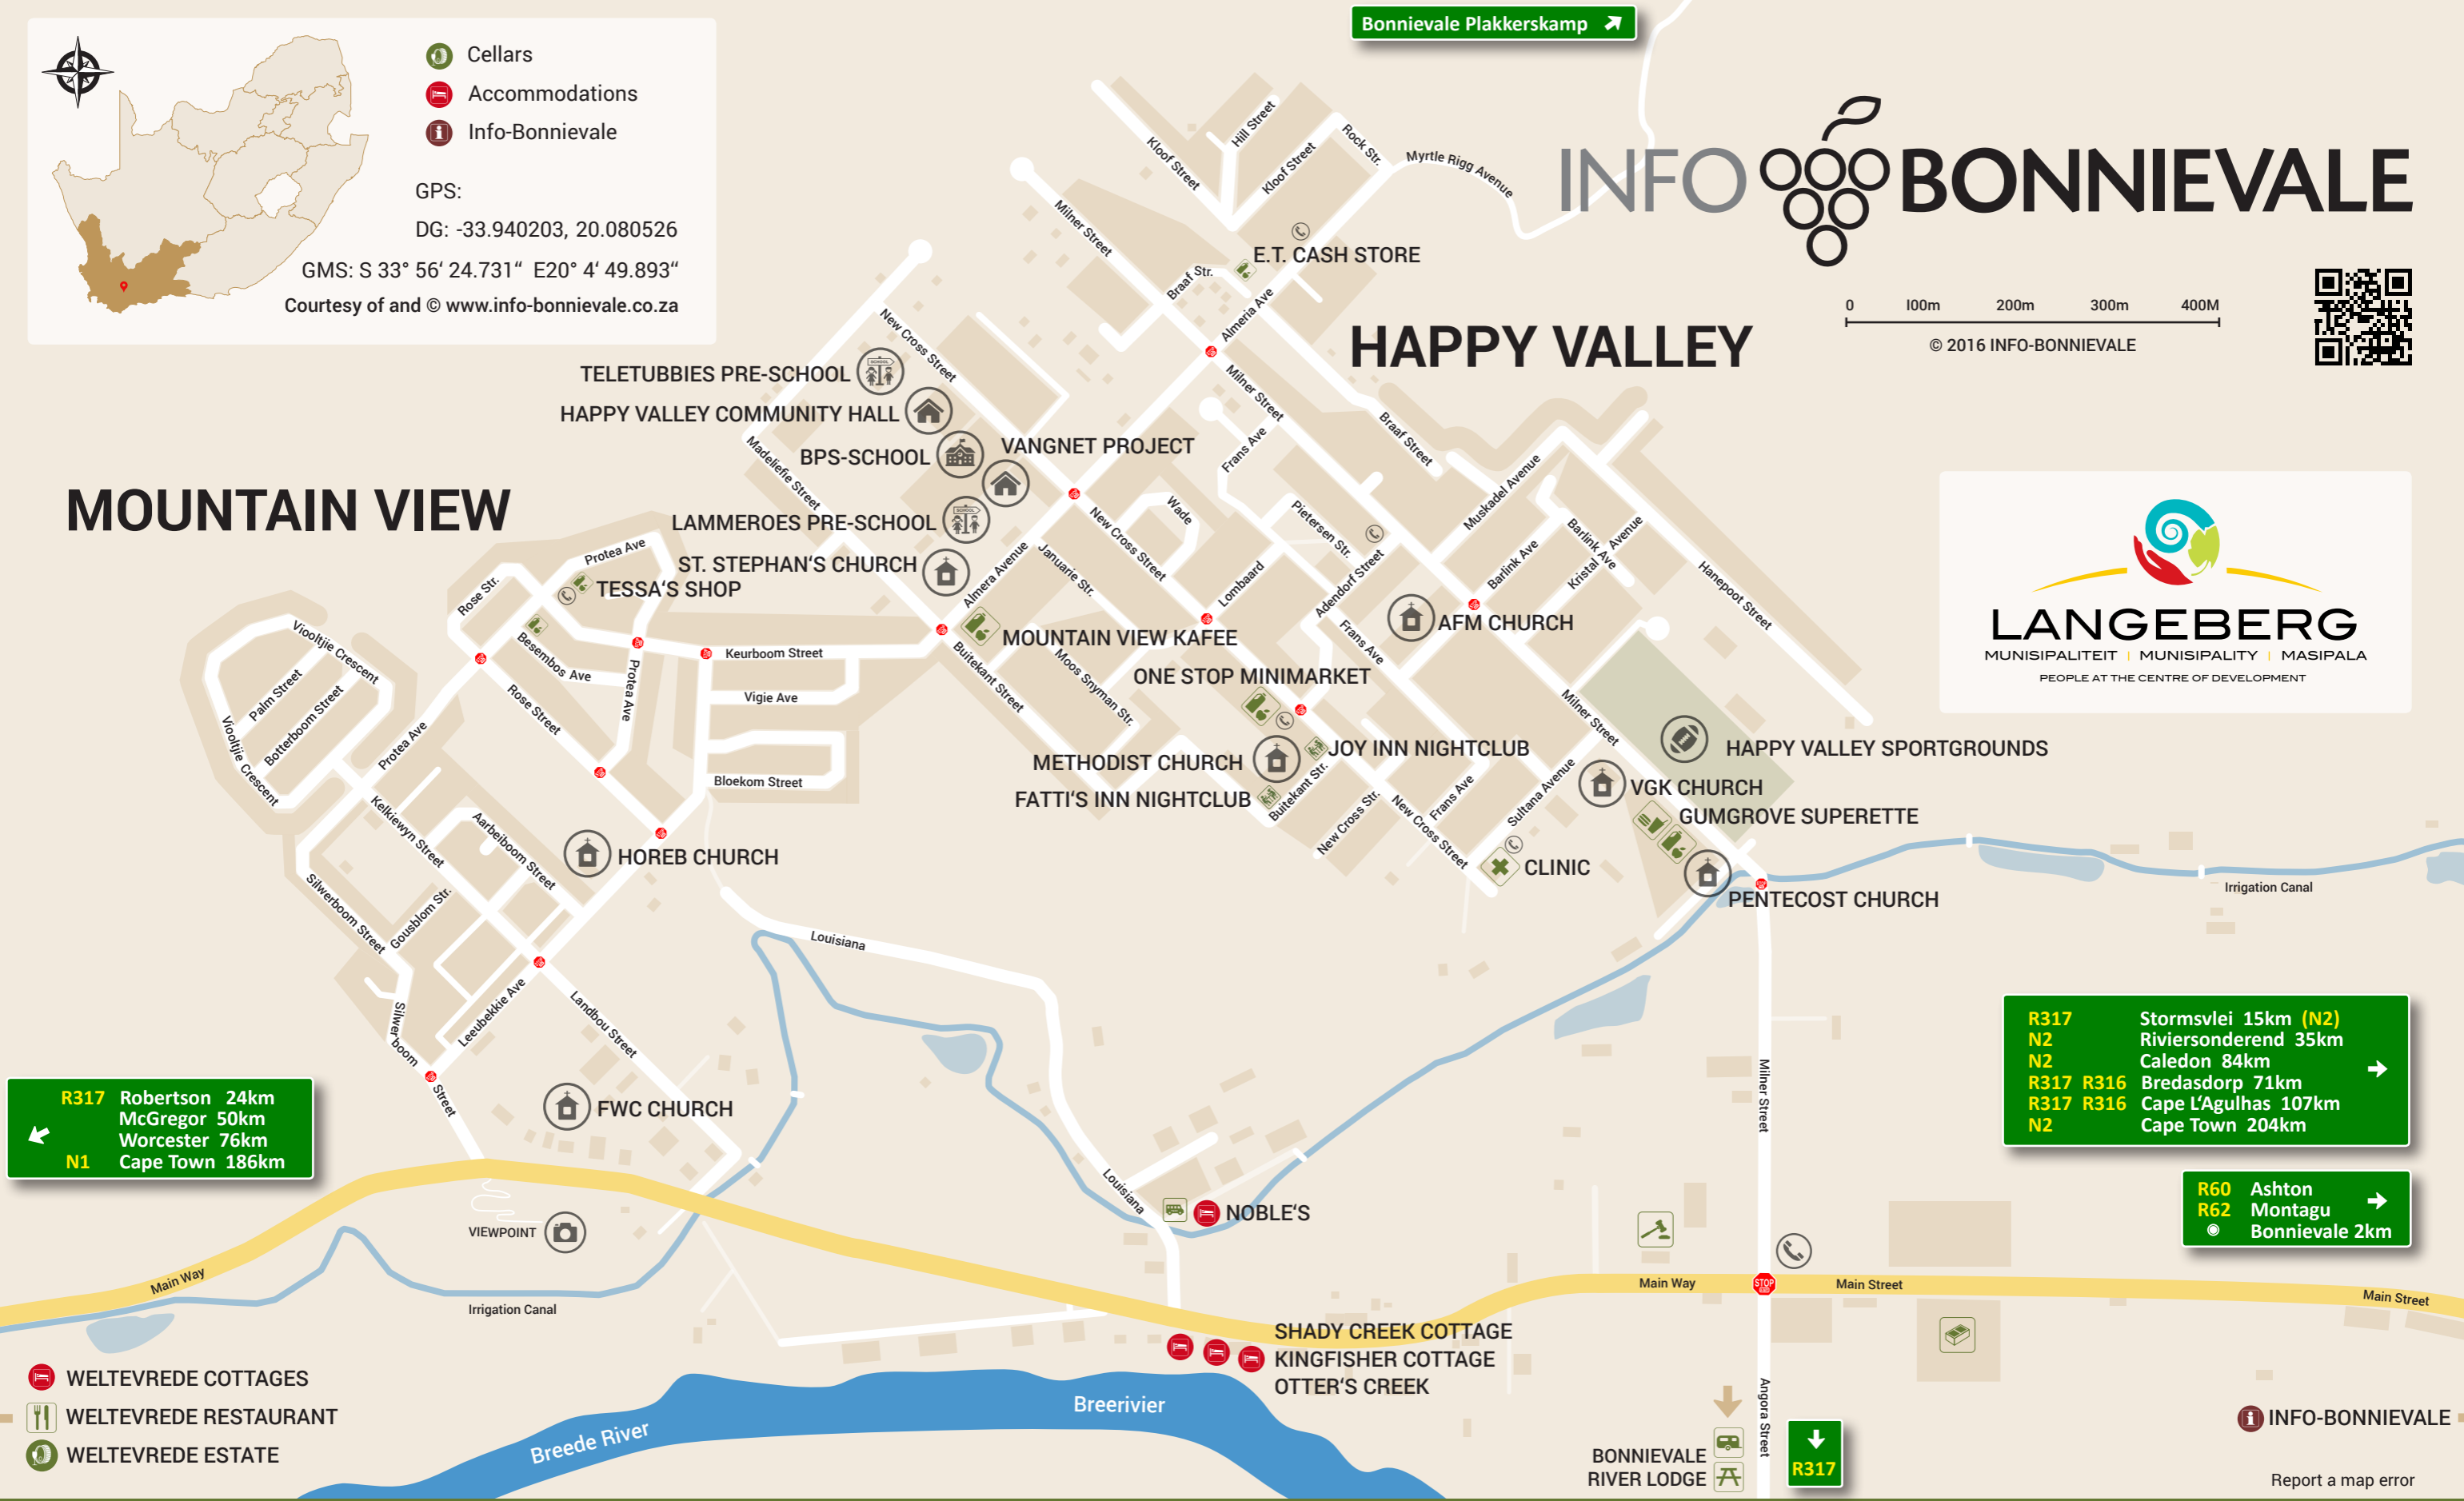 Bonnievale Plakkerskamp
Cellars
Accommodations
Info-Bonnievale
GPS:
DG: -33.940203, 20.080526
GMS: S 33° 56‘ 24.731“ E20° 4‘ 49.893“
Courtesy of and © www.info-bonnievale.co.za
INFO BONNIEVALE
0 I00m 200m 300m 400M
© 2016 INFO-BONNIEVALE
HAPPY VALLEY
MOUNTAIN VIEW
LANGEBERG
MUNISIPALITEIT | MUNISIPALITY | MASIPALA
PEOPLE AT THE CENTRE OF DEVELOPMENT
Kloof Street
Hill Street
Kloof Street
Rock Str.
Myrtle Rigg Avenue
Milner Street
E.T. CASH STORE
Braaf Str.
Almeria Ave
New Cross Street
Milner Street
TELETUBBIES PRE-SCHOOL
SCHOOL
HAPPY VALLEY COMMUNITY HALL
BPS-SCHOOL
VANGNET PROJECT
Madeliefie Street
Frans Ave
Braaf Street
Muskadel Avenue
LAMMEROES PRE-SCHOOL
SCHOOL
Wade
New Cross Street
Pietersen Str.
Barlink Ave
Barlink Ave
Kristal Avenue
Hanepoot Street
Protea Ave
ST. STEPHAN‘S CHURCH
Almera Avenue
Januarie Str.
Lombaard
Adendorf Street
Rose Str.
TESSA‘S SHOP
AFM CHURCH
Viooltjie Crescent
Besembos Ave
Protea Ave
Keurboom Street
MOUNTAIN VIEW KAFEE
Frans Ave
Palm Street
Botterboom Street
Viooltjie Crescent
Protea Ave
Rose Street
Vigie Ave
Buitekant Street
Moos Snyman Str.
ONE STOP MINIMARKET
Milner Street
Bloekom Street
METHODIST CHURCH
JOY INN NIGHTCLUB
FATTI‘S INN NIGHTCLUB
Buitekant Str.
New Cross Str.
New Cross Street
Frans Ave
Sultana Avenue
HAPPY VALLEY SPORTGROUNDS
VGK CHURCH
GUMGROVE SUPERETTE
CLINIC
PENTECOST CHURCH
Irrigation Canal
Kelkiewyn Street
Aarbeiboom Street
HOREB CHURCH
Silwerboom Street
Gousblom Str.
Louisiana
Leeubekkie Ave
Landbou Street
Silwerboom Street
FWC CHURCH
Milner Street
R317 Stormsvlei 15km (N2)
N2 Riviersonderend 35km
N2 Caledon 84km
R317 R316 Bredasdorp 71km
R317 R316 Cape L‘Agulhas 107km
N2 Cape Town 204km
R317 Robertson 24km
McGregor 50km
Worcester 76km
N1 Cape Town 186km
R60 Ashton
R62 Montagu
Bonnievale 2km
Louisiana
NOBLE‘S
VIEWPOINT
Main Way
Irrigation Canal
Main Way
STOP
Main Street
Main Street
SHADY CREEK COTTAGE
KINGFISHER COTTAGE
OTTER‘S CREEK
WELTEVREDE COTTAGES
WELTEVREDE RESTAURANT
WELTEVREDE ESTATE
Breede River
Breerivier
Angora Street
BONNIEVALE
RIVER LODGE
R317
INFO-BONNIEVALE
Report a map error